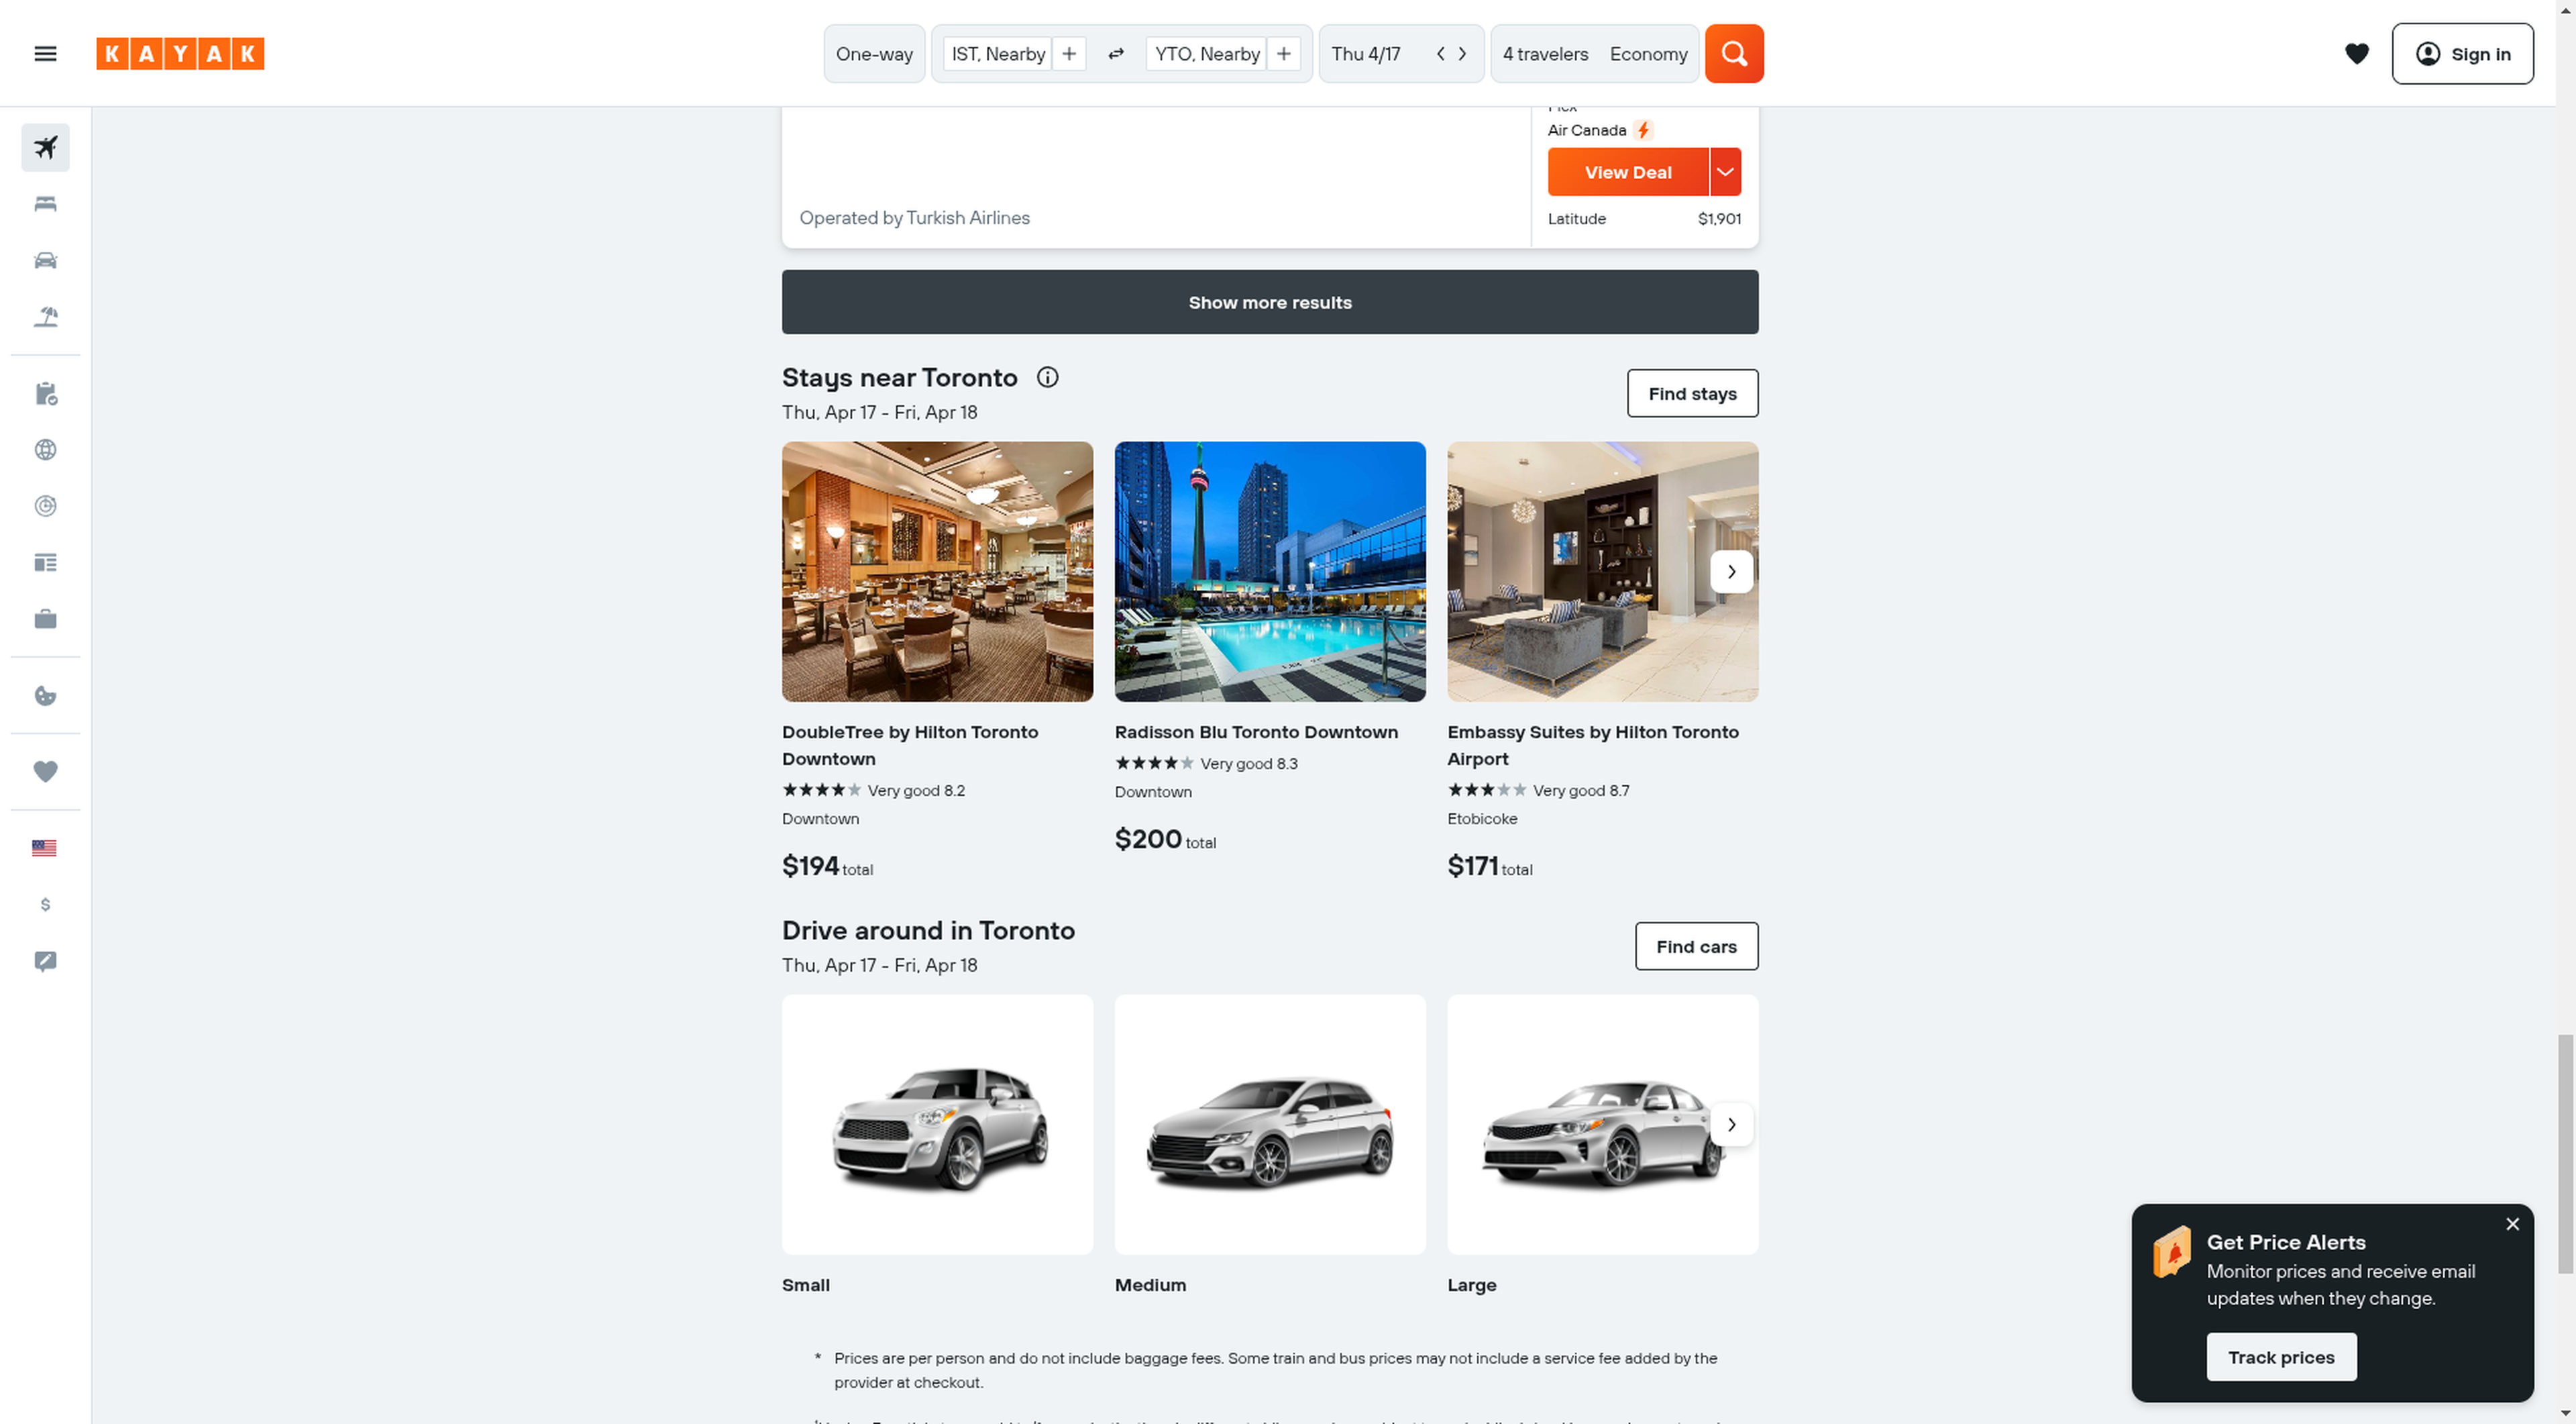 KAYAK
One-way
IST, Nearby
YTO, Nearby
Thu 4/17
4 travelers Economy
Sign in
Air Canada
View Deal
Operated by Turkish Airlines
Latitude $1,901
Show more results
Stays near Toronto
Thu, Apr 17 - Fri, Apr 18
Find stays
DoubleTree by Hilton Toronto
Downtown
Very good 8.2
Downtown
$194 total
Radisson Blu Toronto Downtown
Very good 8.3
Downtown
$200 total
Embassy Suites by Hilton Toronto
Airport
Very good 8.7
Etobicoke
$171 total
Drive around in Toronto
Thu, Apr 17 - Fri, Apr 18
Find cars
Small
Medium
Large
* Prices are per person and do not include baggage fees. Some train and bus prices may not include a service fee added by the
provider at checkout.
Get Price Alerts
Monitor prices and receive email
updates when they change.
Track prices